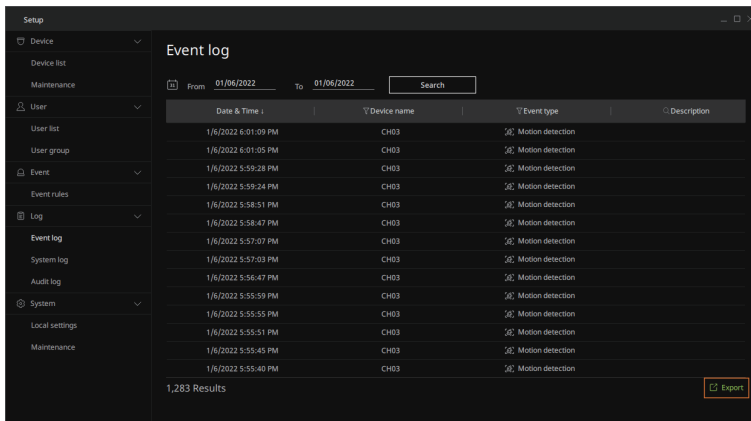 Setup
Device
Device list
Maintenance
User
User list
User group
Event
Event rules
Log
Event log
System log
Audit log
System
Local settings
Maintenance
Event log
31 From 01/06/2022 To 01/06/2022 Search
Date & Time ↓ Device name Event type Description
1/6/2022 6:01:09 PM CH03 Motion detection
1/6/2022 6:01:05 PM CH03 Motion detection
1/6/2022 5:59:28 PM CH03 Motion detection
1/6/2022 5:59:24 PM CH03 Motion detection
1/6/2022 5:58:51 PM CH03 Motion detection
1/6/2022 5:58:47 PM CH03 Motion detection
1/6/2022 5:57:07 PM CH03 Motion detection
1/6/2022 5:57:03 PM CH03 Motion detection
1/6/2022 5:56:47 PM CH03 Motion detection
1/6/2022 5:55:59 PM CH03 Motion detection
1/6/2022 5:55:55 PM CH03 Motion detection
1/6/2022 5:55:51 PM CH03 Motion detection
1/6/2022 5:55:45 PM CH03 Motion detection
1/6/2022 5:55:40 PM CH03 Motion detection
1,283 Results Export